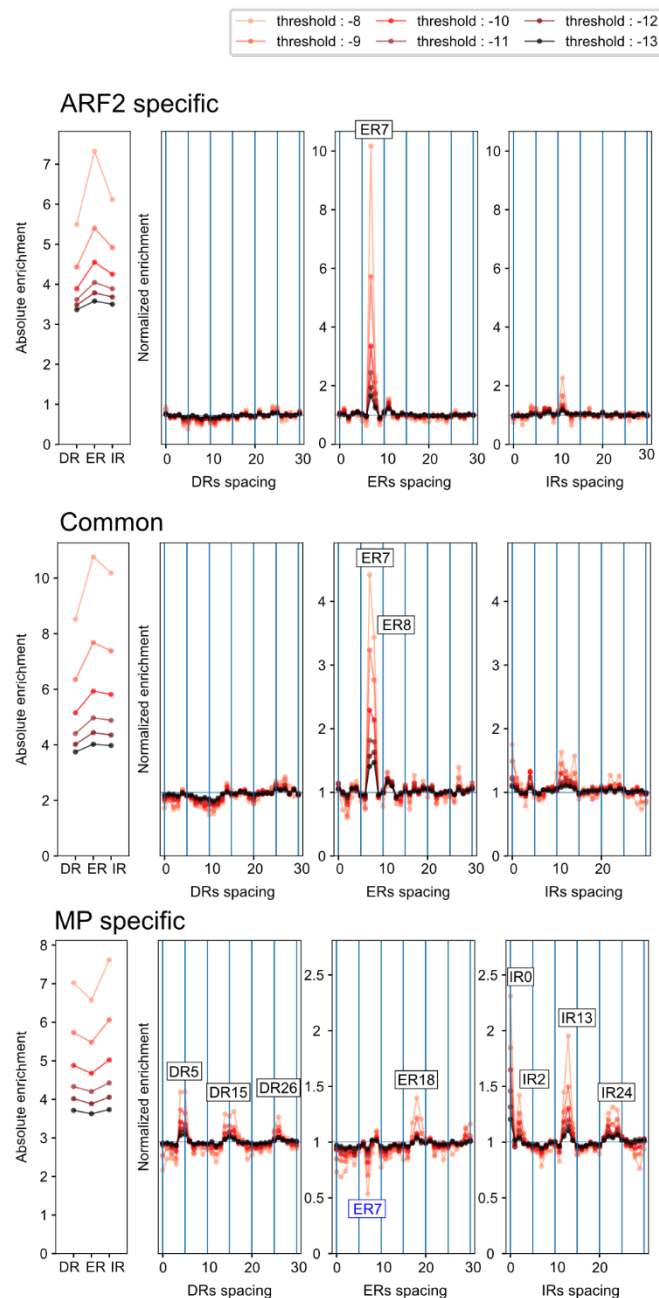 threshold : -8 threshold : -10 threshold : -12
threshold : -9 threshold : -11 threshold : -13
ARF2 specific
Absolute enrichment
7
6
5
4
3
2
1
0
DR ER IR
Normalized enrichment
0 10 20
DRs spacing
ER7
10
8
6
4
2
0
0 10 20 30
ERs spacing
10
8
6
4
2
0
0 10 20 30
IRs spacing
Common
Absolute enrichment
10
8
6
4
2
0
DR ER IR
Normalized enrichment
0 10 20 30
DRs spacing
ER7
ER8
4
3
2
1
0
0 10 20 30
ERs spacing
4
3
2
1
0
0 10 20
IRs spacing
MP specific
Absolute enrichment
8
7
6
5
4
3
2
1
0
DR ER IR
Normalized enrichment
DR5
DR15
DR26
0 10 20 30
DRs spacing
2.5
2
1.5
1
0.5
0
ER18
ER7
0 10 20 30
ERs spacing
2.5
2
1.5
1
0.5
0
IR0
IR2
IR13
IR24
0 10 20
IRs spacing